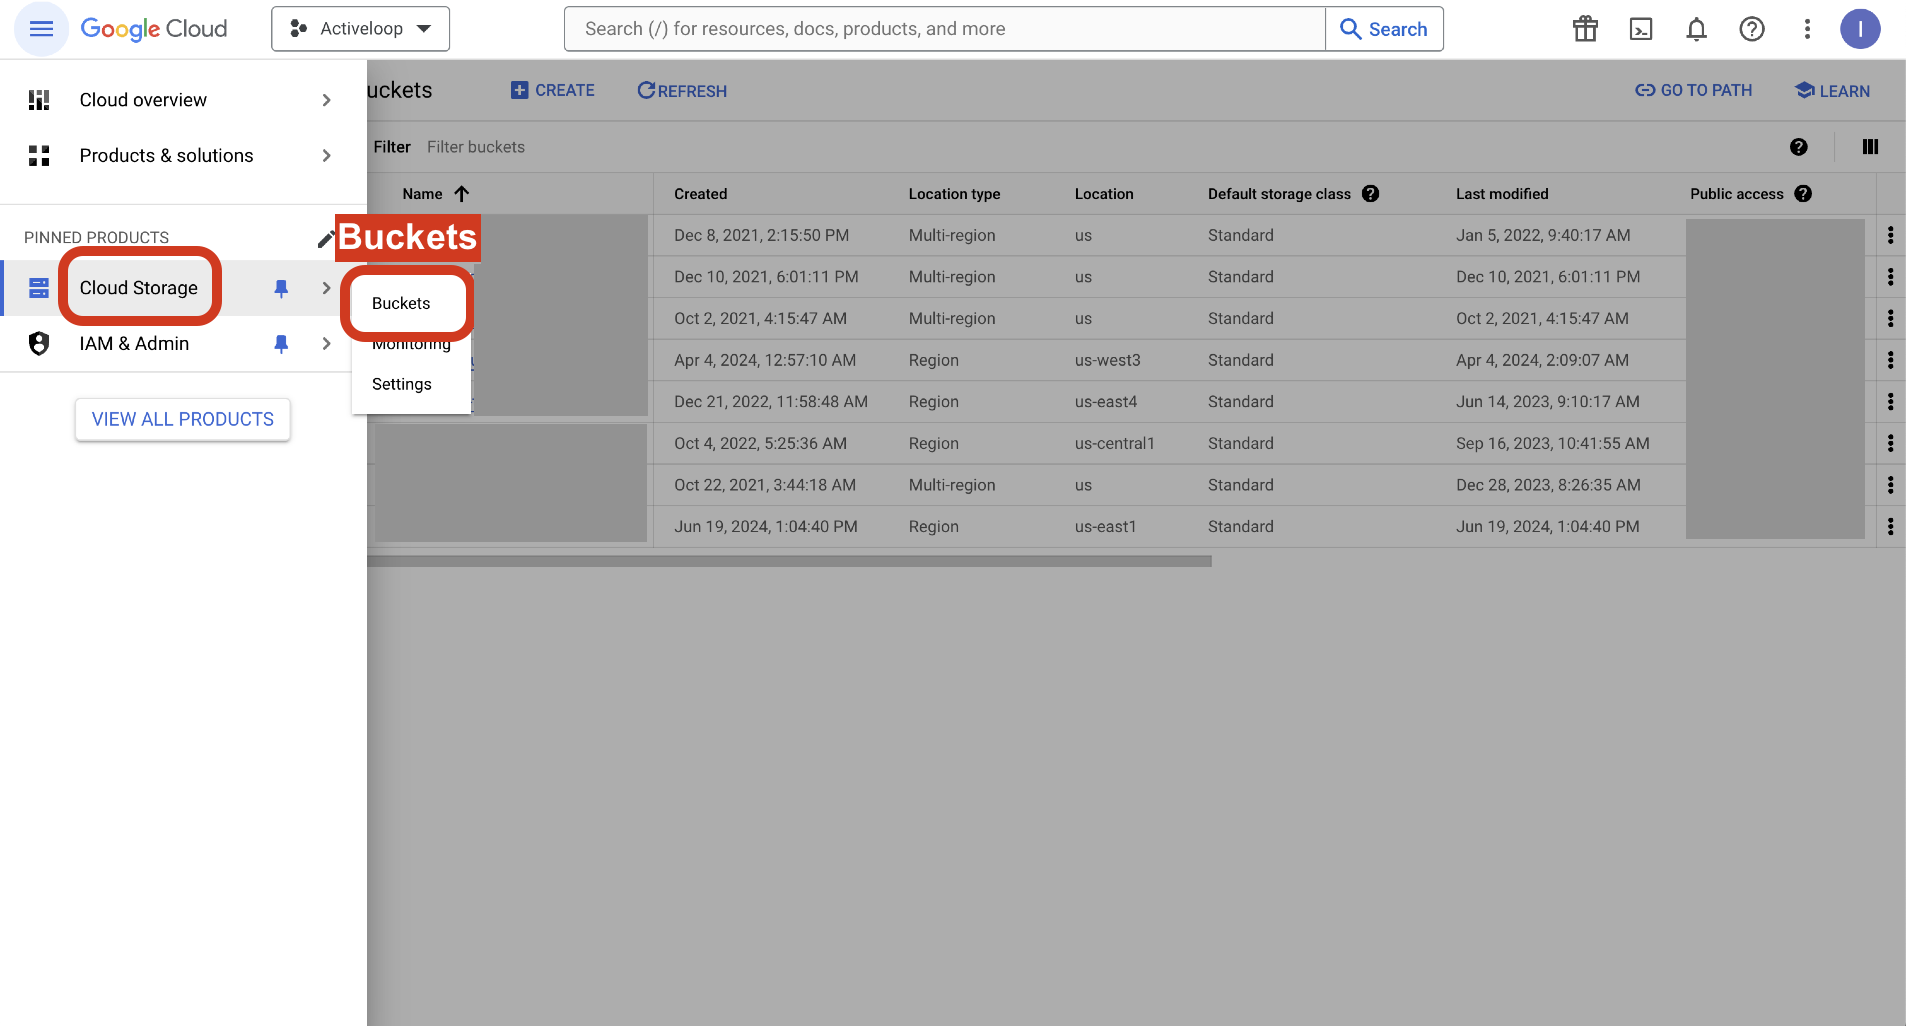 Google Cloud
Activeloop
Search (/) for resources, docs, products, and more
Search
I
Cloud overview
Products & solutions
PINNED PRODUCTS
Cloud Storage
IAM & Admin
VIEW ALL PRODUCTS
Buckets
Buckets
Monitoring
Settings
uckets
CREATE
REFRESH
GO TO PATH
LEARN
Filter Filter buckets
Name Created Location type Location Default storage class Last modified Public access
Dec 8, 2021, 2:15:50 PM Multi-region us Standard Jan 5, 2022, 9:40:17 AM
Dec 10, 2021, 6:01:11 PM Multi-region us Standard Dec 10, 2021, 6:01:11 PM
Oct 2, 2021, 4:15:47 AM Multi-region us Standard Oct 2, 2021, 4:15:47 AM
Apr 4, 2024, 12:57:10 AM Region us-west3 Standard Apr 4, 2024, 2:09:07 AM
Dec 21, 2022, 11:58:48 AM Region us-east4 Standard Jun 14, 2023, 9:10:17 AM
Oct 4, 2022, 5:25:36 AM Region us-central1 Standard Sep 16, 2023, 10:41:55 AM
Oct 22, 2021, 3:44:18 AM Multi-region us Standard Dec 28, 2023, 8:26:35 AM
Jun 19, 2024, 1:04:40 PM Region us-east1 Standard Jun 19, 2024, 1:04:40 PM